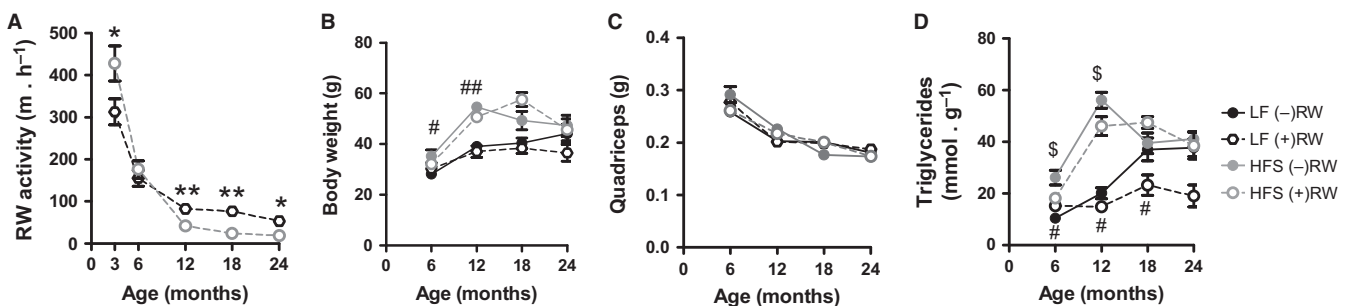 A
RW activity (m . h⁻¹)
500
400
300
200
100
0
*
** ** *
0 3 6 12 18 24
Age (months)
B
Body weight (g)
80
60
40
20
0
#
##
0 6 12 18 24
Age (months)
C
Quadriceps (g)
0.4
0.3
0.2
0.1
0.0
0 6 12 18 24
Age (months)
D
Triglycerides
(mmol . g⁻¹)
80
60
40
20
0
$
$
# # #
0 6 12 18 24
Age (months)
LF (–)RW
LF (+)RW
HFS (–)RW
HFS (+)RW